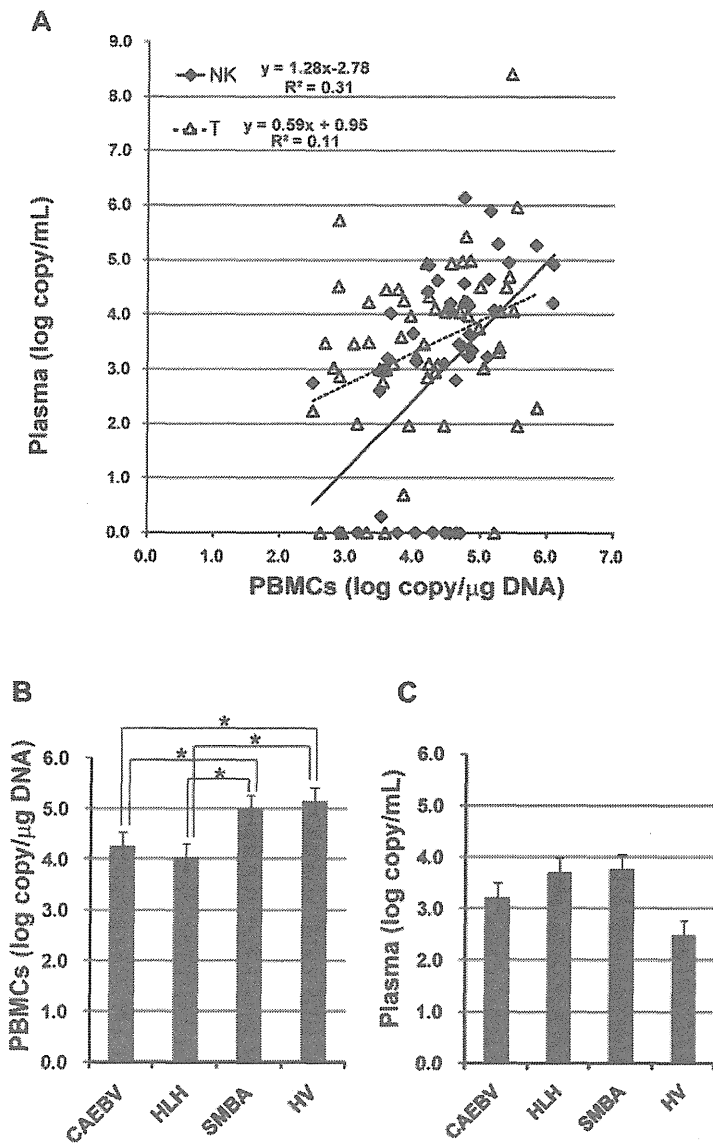 A
9.0
8.0
7.0
6.0
5.0
4.0
3.0
2.0
1.0
0.0
NK
y = 1.28x-2.78
R² = 0.31
T
y = 0.59x + 0.95
R² = 0.11
Plasma (log copy/mL)
0.0 1.0 2.0 3.0 4.0 5.0 6.0 7.0
PBMCs (log copy/μg DNA)
B
PBMCs (log copy/μg DNA)
6.0
5.0
4.0
3.0
2.0
1.0
0.0
*
*
*
*
CAEBV
HLH
SMBA
HV
C
Plasma (log copy/mL)
6.0
5.0
4.0
3.0
2.0
1.0
0.0
CAEBV
HLH
SMBA
HV